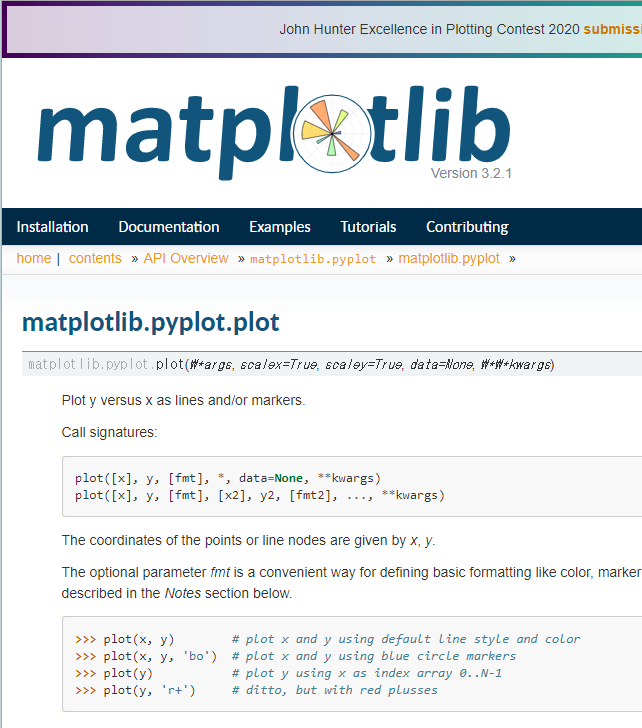 John Hunter Excellence in Plotting Contest 2020 submissi
matplotlib
Version 3.2.1
Installation Documentation Examples Tutorials Contributing
home | contents » API Overview » matplotlib.pyplot » matplotlib.pyplot »
matplotlib.pyplot.plot
matplotlib.pyplot.plot(₩*args, scalex=True, scaley=True, data=None, ₩*₩*kwargs)
Plot y versus x as lines and/or markers.
Call signatures:
plot([x], y, [fmt], *, data=None, **kwargs)
plot([x], y, [fmt], [x2], y2, [fmt2], ..., **kwargs)
The coordinates of the points or line nodes are given by x, y.
The optional parameter fmt is a convenient way for defining basic formatting like color, marker
described in the Notes section below.
>>> plot(x, y)        # plot x and y using default line style and color
>>> plot(x, y, 'bo')  # plot x and y using blue circle markers
>>> plot(y)           # plot y using x as index array 0..N-1
>>> plot(y, 'r+')     # ditto, but with red plusses